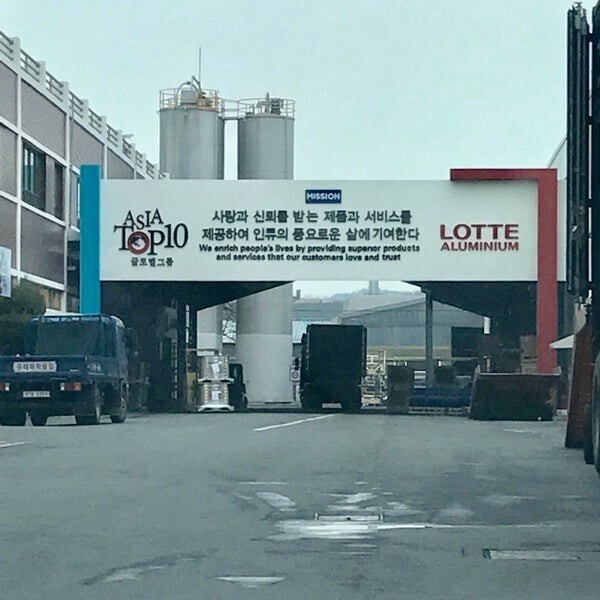 MISSION
ASIA
TOP10
글로벌그룹
사랑과 신뢰를 받는 제품과 서비스를
제공하여 인류의 풍요로운 삶에 기여한다
We enrich people's lives by providing superior products
and services that our customers love and trust
LOTTE
ALUMINIUM